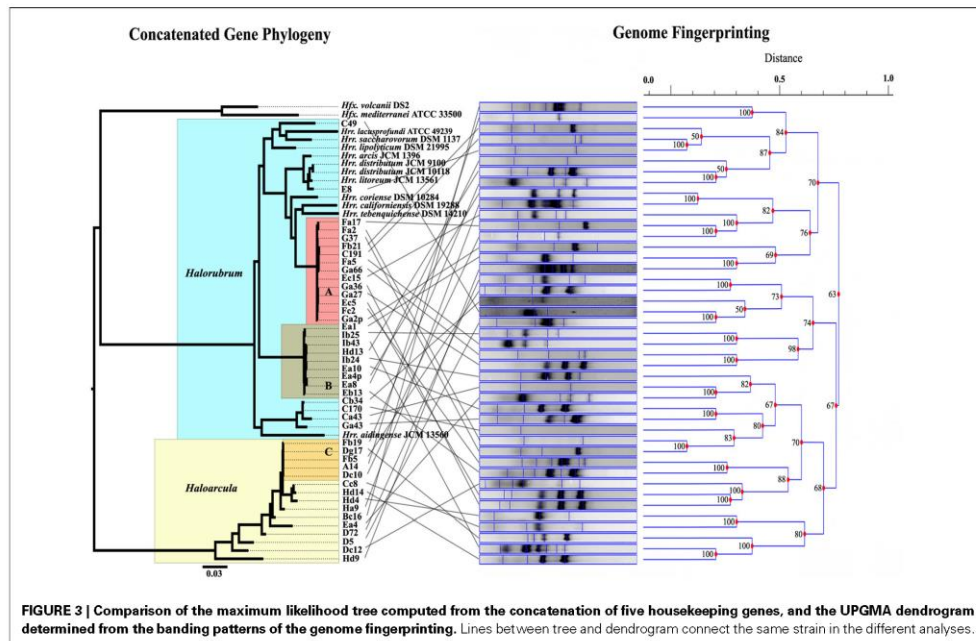 Concatenated Gene Phylogeny
Genome Fingerprinting
Distance
0.0 0.5 1.0
Hfx. volcanii DS2
Hfx. mediterranei ATCC 33500
C49
Hrr. lacusprofundi ATCC 49239
Hrr. saccharovorum DSM 1137
Hrr. lipolyticum DSM 21995
Hrr. arcis JCM 1396
Hrr. distributum JCM 9100
Hrr. distributum JCM 10118
Hrr. litoreum JCM 13561
E8
Hrr. coriense DSM 10284
Hrr. californiensis DSM 19288
Hrr. tebenquichense DSM 14210
Fa17
Fa2
G37
Fb21
C191
Fa5
Ga66
Ec15
Ga36
Ga27
Ec5
Fc2
Ga2p
Ea1
Ib25
Ib43
Hd13
Ib24
Ea10
Ea4p
Ea8
Eb13
Cb34
C170
Ca43
Ga43
Hrr. aidingense JCM 13560
Fb19
Dg17
Fb5
A14
Dc10
Cc8
Hd14
Hd4
Ha9
Bc16
Ea4
D72
D5
Dc12
Hd9
Halorubrum
A
B
C
Haloarcula
0.03
100
84
50
100
87
50
100
70
100
82
100
76
69
100
63
100
73
50
100
74
98
100
100
67
82
100
67
80
83
100
70
100
88
100
100
68
100
80
100
100
FIGURE 3 | Comparison of the maximum likelihood tree computed from the concatenation of five housekeeping genes, and the UPGMA dendrogram
determined from the banding patterns of the genome fingerprinting. Lines between tree and dendrogram connect the same strain in the different analyses.